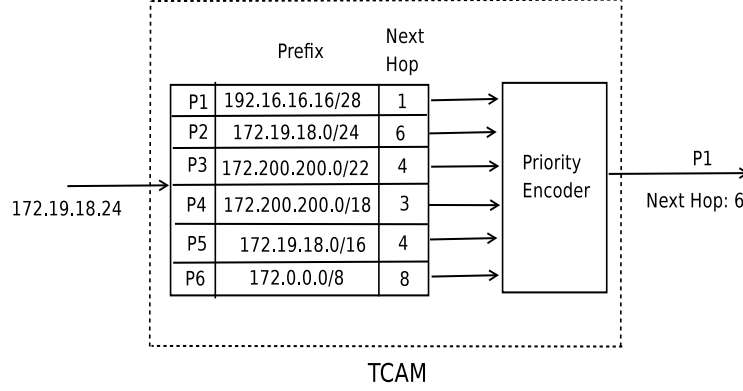 Prefix
Next
Hop
P1 192.16.16.16/28 1
P2 172.19.18.0/24 6
P3 172.200.200.0/22 4
P4 172.200.200.0/18 3
P5 172.19.18.0/16 4
P6 172.0.0.0/8 8
172.19.18.24
Priority
Encoder
P1
Next Hop: 6
TCAM